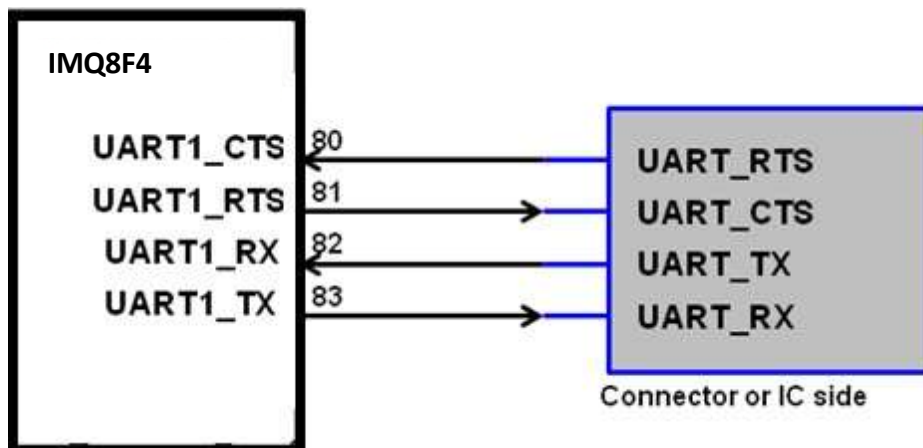 IMQ8F4
UART1_CTS 80 UART_RTS
UART1_RTS 81 UART_CTS
UART1_RX 82 UART_TX
UART1_TX 83 UART_RX
Connector or IC side